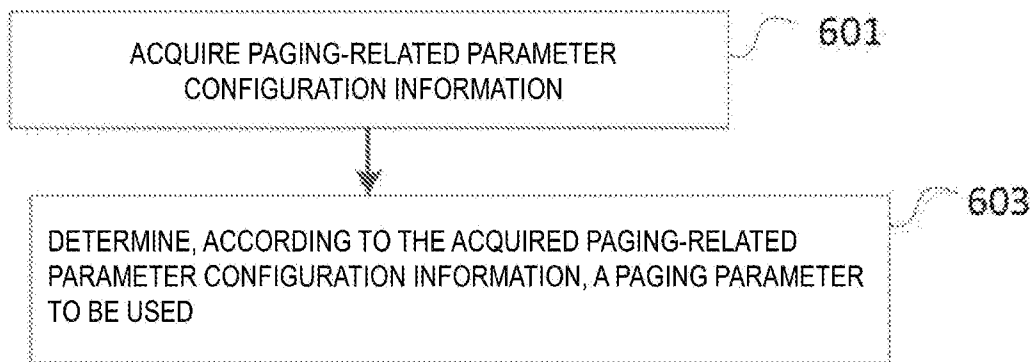 ACQUIRE PAGING-RELATED PARAMETER
CONFIGURATION INFORMATION
601
DETERMINE, ACCORDING TO THE ACQUIRED PAGING-RELATED
PARAMETER CONFIGURATION INFORMATION, A PAGING PARAMETER
TO BE USED
603